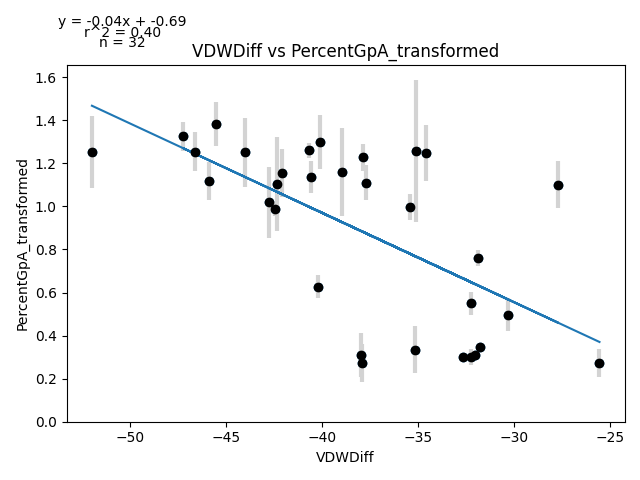 y = -0.04x + -0.69
r^2 = 0.40
n = 32
VDWDiff vs PercentGpA_transformed
1.6
1.4
1.2
1.0
0.8
0.6
0.4
0.2
0.0
PercentGpA_transformed
−50 −45 −40 −35 −30 −25
VDWDiff